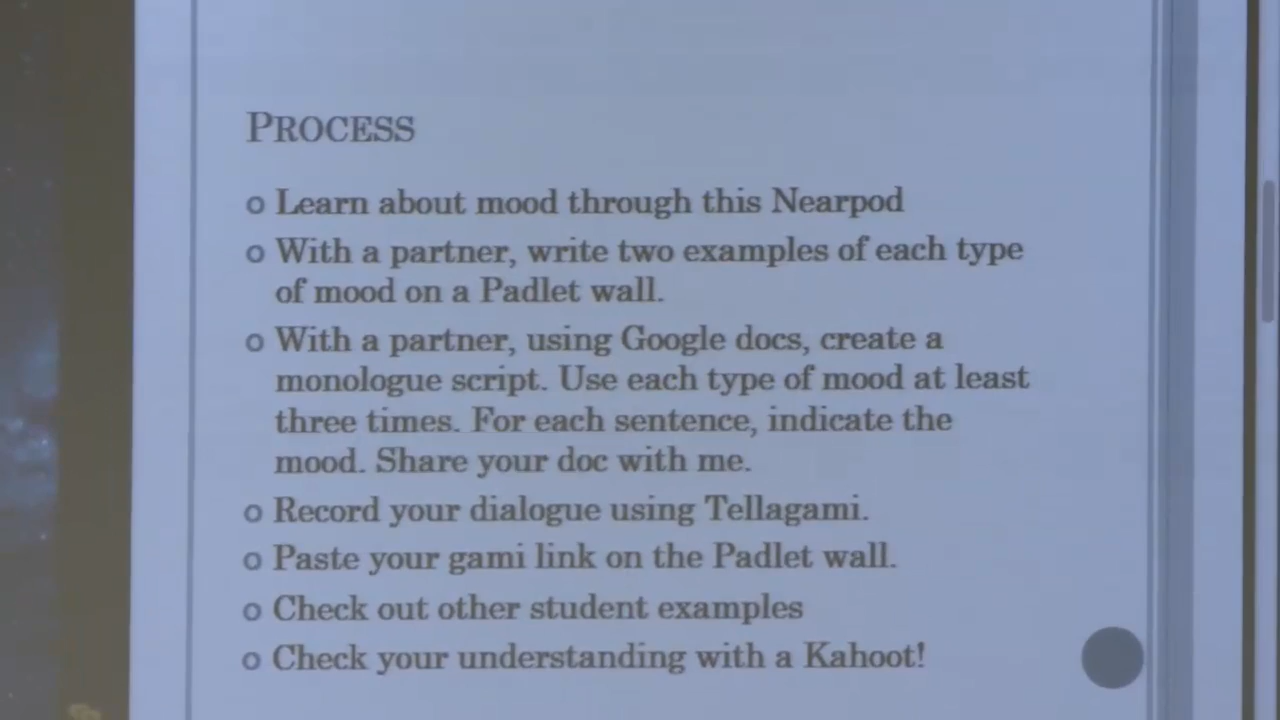 PROCESS
o Learn about mood through this Nearpod
o With a partner, write two examples of each type
of mood on a Padlet wall.
o With a partner, using Google docs, create a
monologue script. Use each type of mood at least
three times. For each sentence, indicate the
mood. Share your doc with me.
o Record your dialogue using Tellagami.
o Paste your gami link on the Padlet wall.
o Check out other student examples
o Check your understanding with a Kahoot!